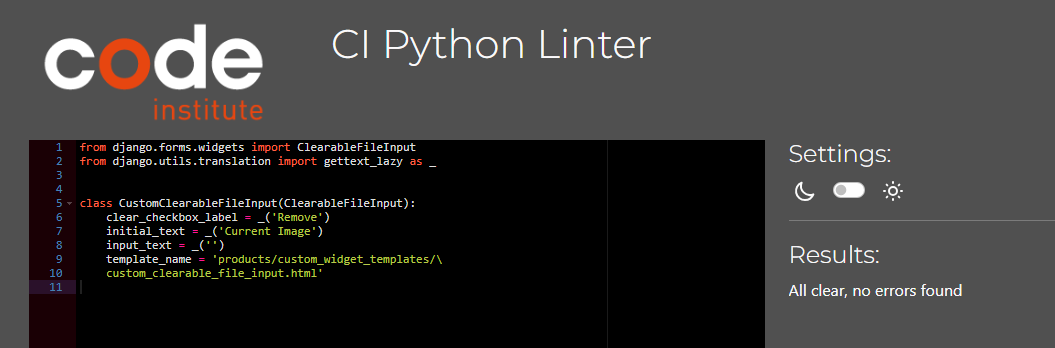 code
institute
CI Python Linter
1 from django.forms.widgets import ClearableFileInput
2 from django.utils.translation import gettext_lazy as _
3
4
5 class CustomClearableFileInput(ClearableFileInput):
6     clear_checkbox_label = _('Remove')
7     initial_text = _('Current Image')
8     input_text = _('')
9     template_name = 'products/custom_widget_templates/\
10     custom_clearable_file_input.html'
11
Settings:
Results:
All clear, no errors found